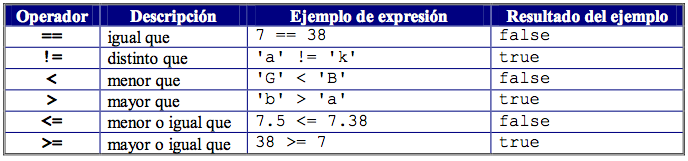 Operador Descripción Ejemplo de expresión Resultado del ejemplo
== igual que 7 == 38 false
!= distinto que 'a' != 'k' true
< menor que 'G' < 'B' false
> mayor que 'b' > 'a' true
<= menor o igual que 7.5 <= 7.38 false
>= mayor o igual que 38 >= 7 true